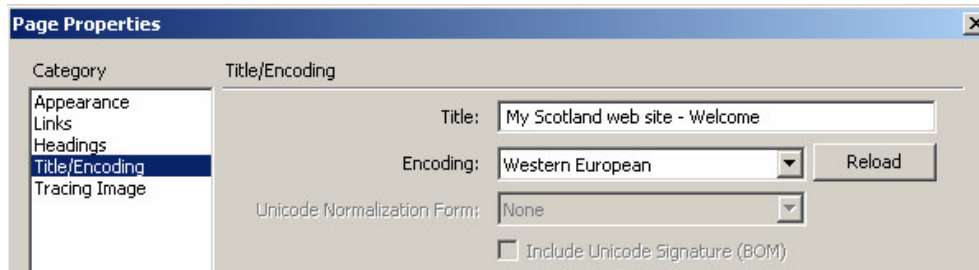 Page Properties
Category
Title/Encoding
Appearance
Links
Headings
Title/Encoding
Tracing Image
Title: My Scotland web site - Welcome
Encoding: Western European Reload
Unicode Normalization Form: None
Include Unicode Signature (BOM)